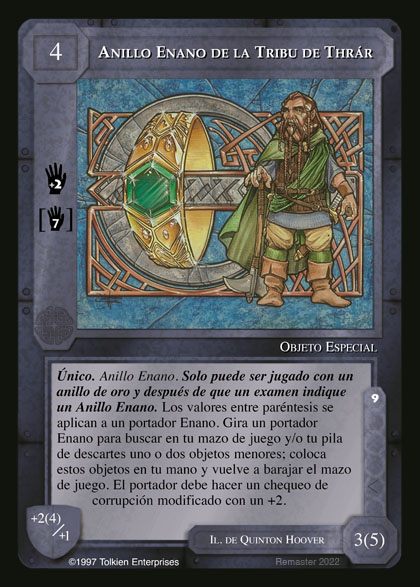 4
Anillo Enano de la Tribu de Thrár
+2
[7]
Objeto Especial
Único. Anillo Enano. Solo puede ser jugado con un
anillo de oro y después de que un examen indique
un Anillo Enano. Los valores entre paréntesis se
aplican a un portador Enano. Gira un portador
Enano para buscar en tu mazo de juego y/o tu pila
de descartes uno o dos objetos menores; coloca
estos objetos en tu mano y vuelve a barajar el mazo
de juego. El portador debe hacer un chequeo de
corrupción modificado con un +2.
9
+2(4)
/+1
Il. de Quinton Hoover
3(5)
©1997 Tolkien Enterprises
Remaster 2022